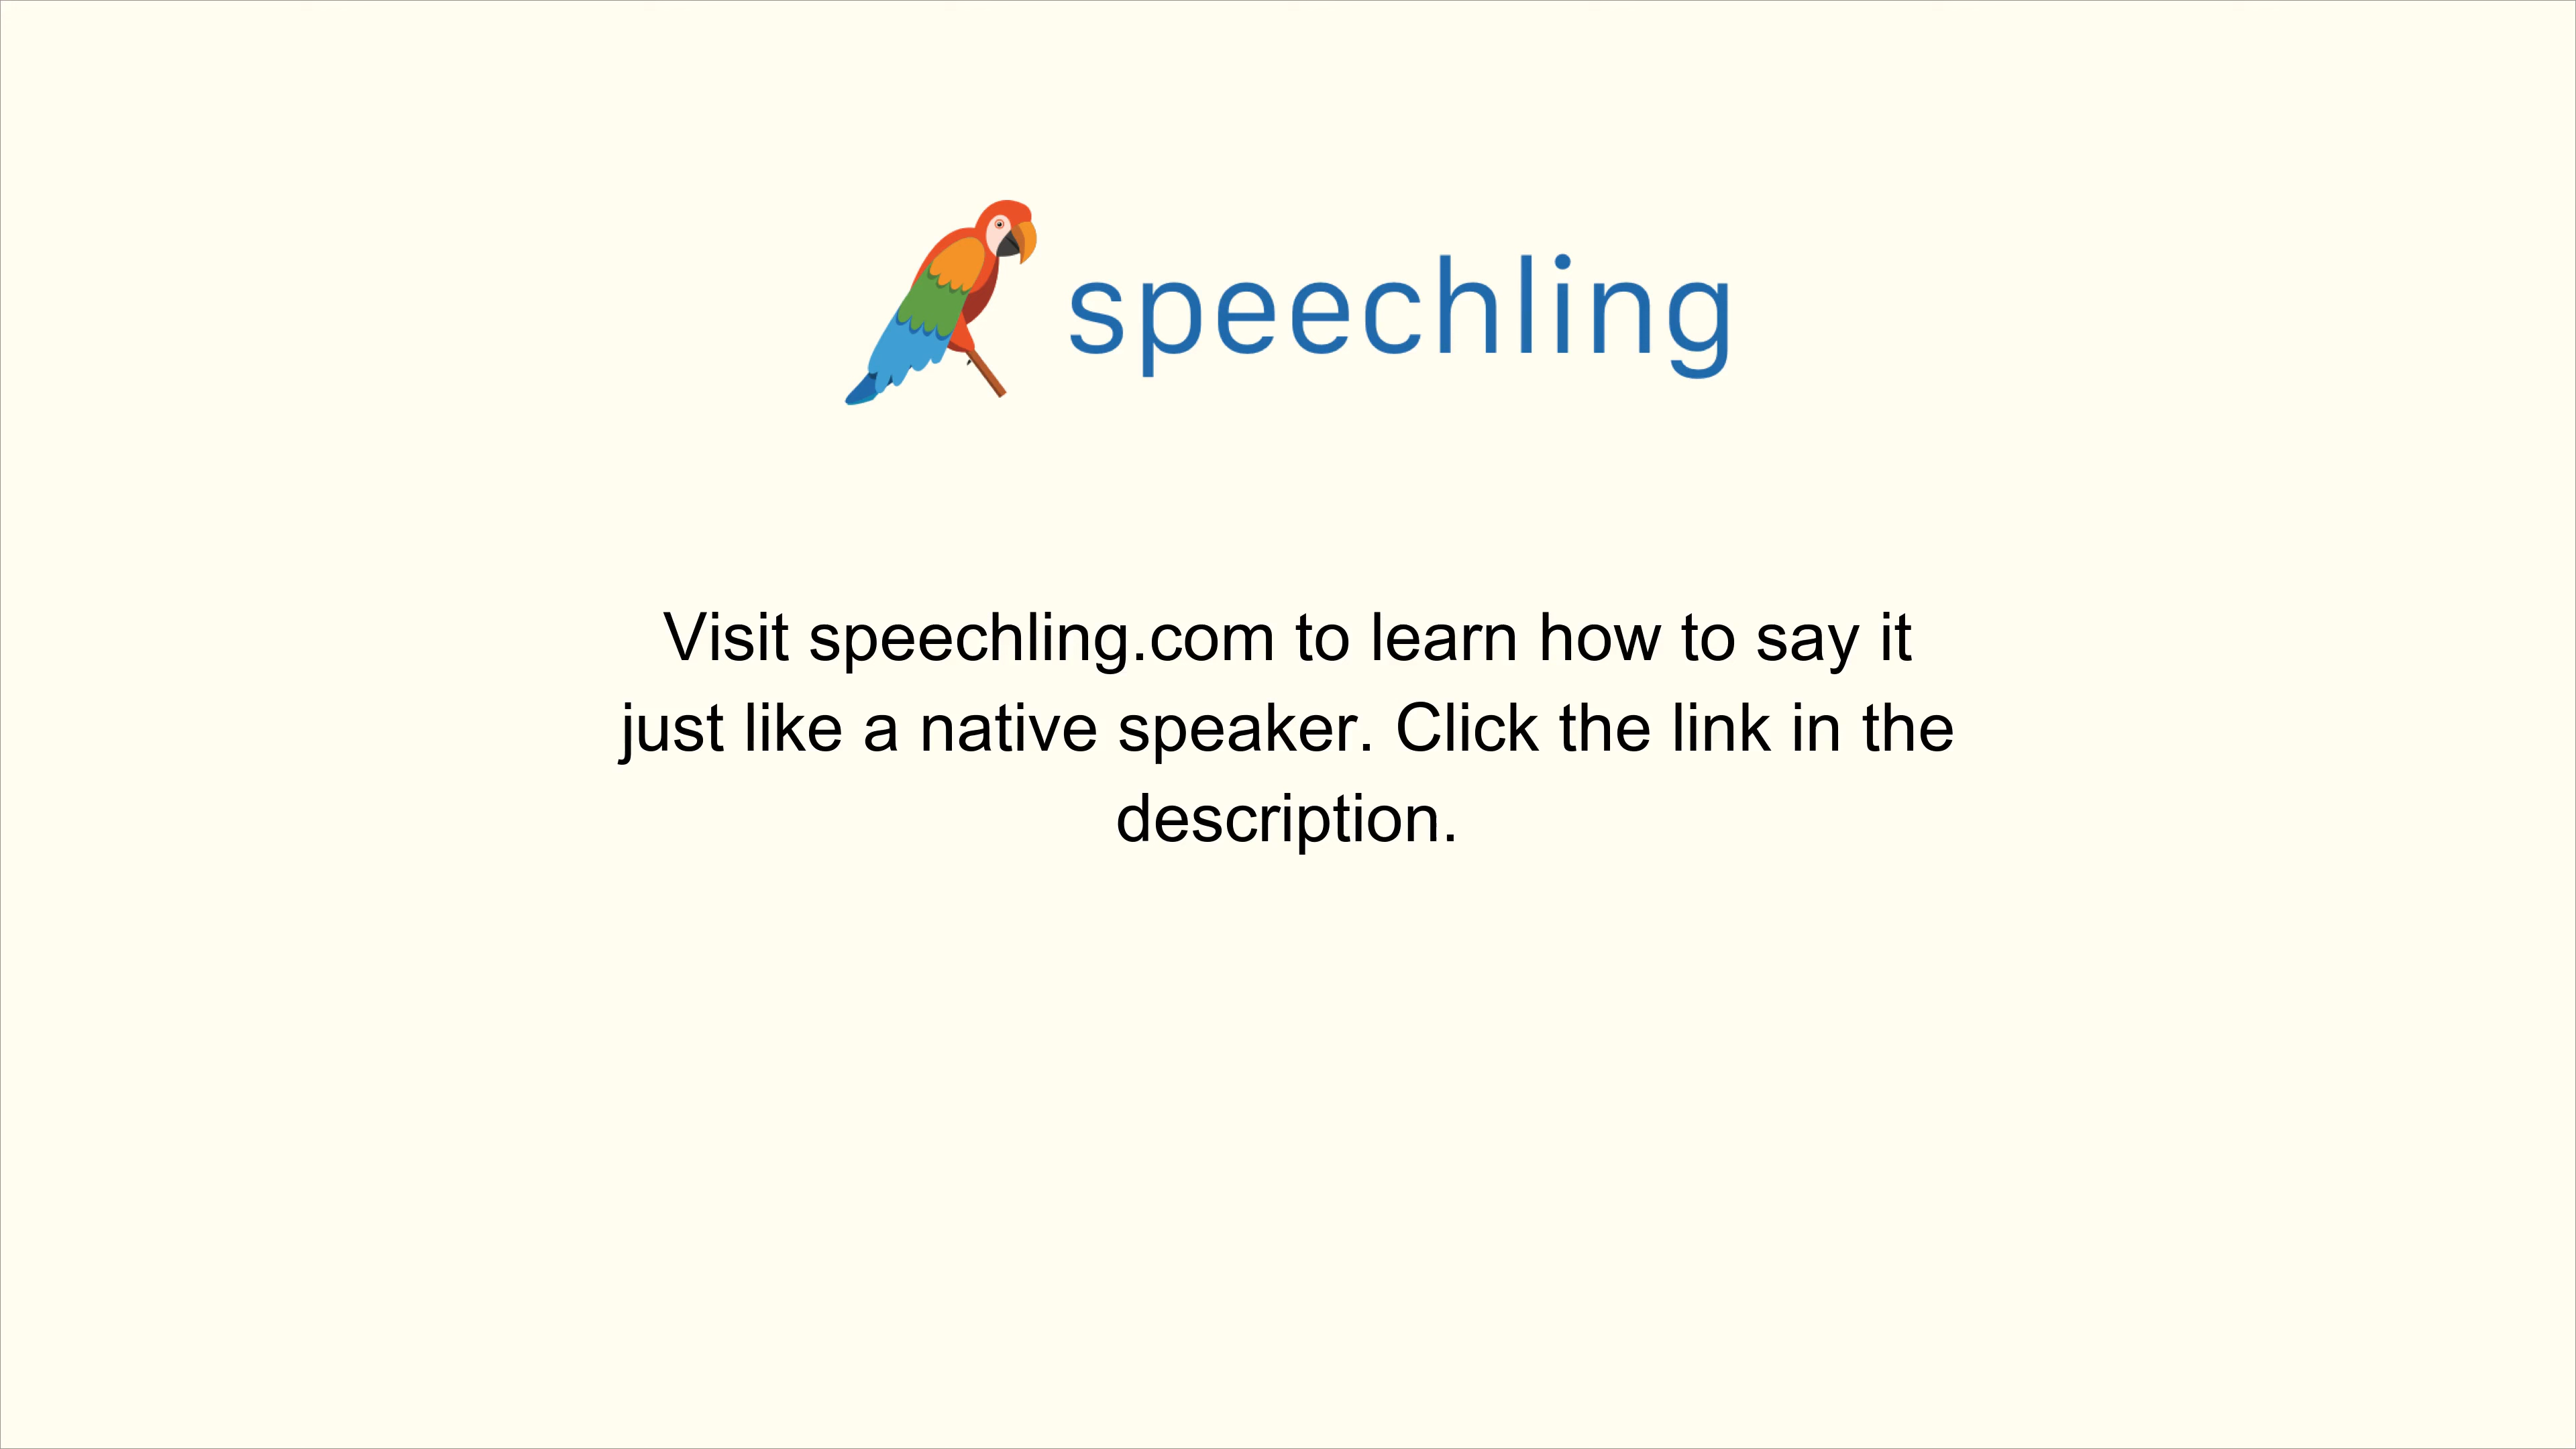 speechling
Visit speechling.com to learn how to say it
just like a native speaker. Click the link in the
description.